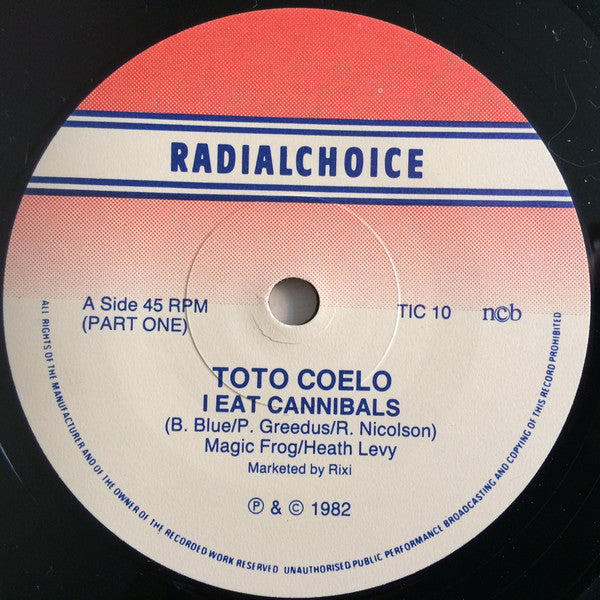 RADIALCHOICE
A Side 45 RPM
(PART ONE)
TIC 10
n©b
TOTO COELO
I EAT CANNIBALS
(B. Blue/P. Greedus/R. Nicolson)
Magic Frog/Heath Levy
Marketed by Rixi
℗ & © 1982
ALL RIGHTS OF THE MANUFACTURER AND OF THE OWNER OF THE RECORDED WORK RESERVED UNAUTHORISED PUBLIC PERFORMANCE BROADCASTING AND COPYING OF THIS RECORD PROHIBITED